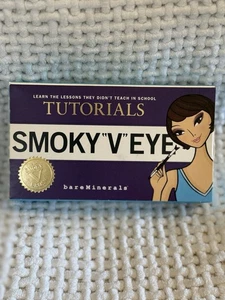 LEARN THE LESSONS THEY DIDN'T TEACH IN SCHOOL
TUTORIALS
SMOKY "V" EYE
bareMinerals